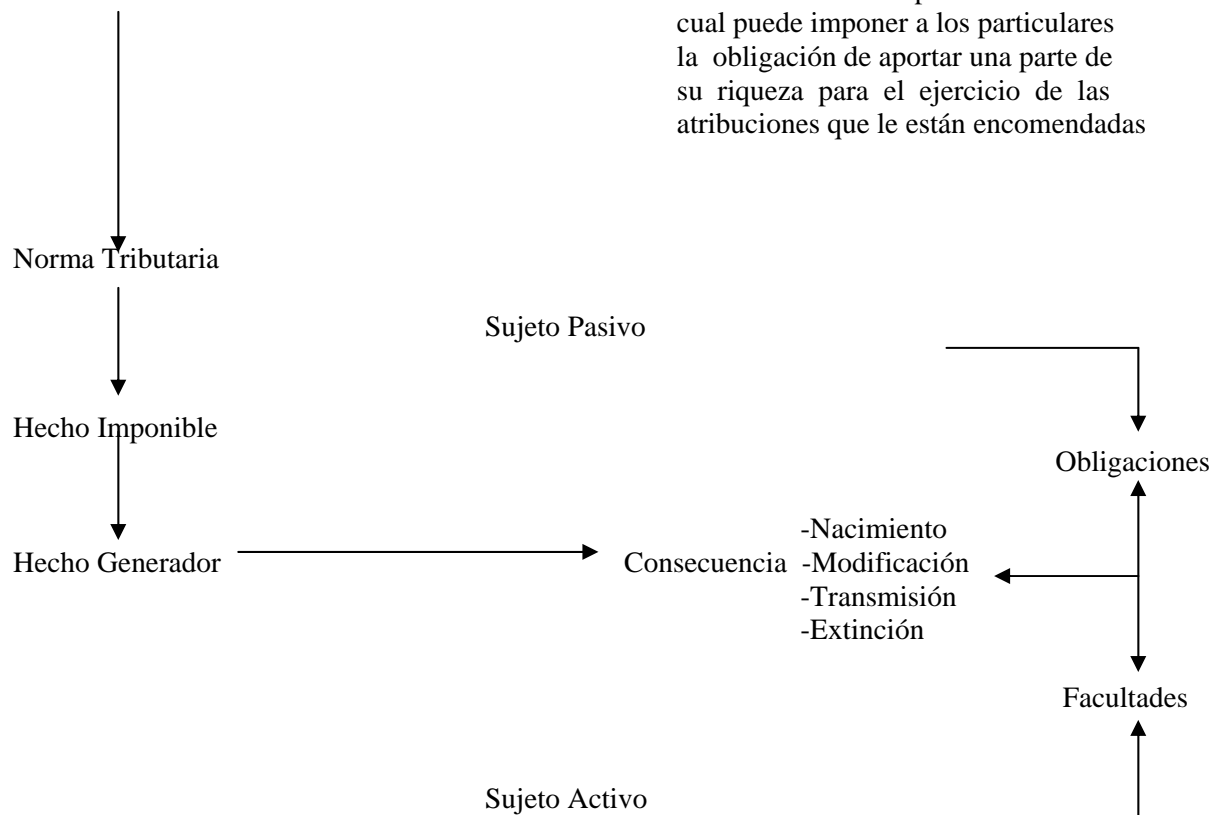 cual puede imponer a los particulares
la obligación de aportar una parte de
su riqueza para el ejercicio de las
atribuciones que le están encomendadas
Norma Tributaria
Sujeto Pasivo
Hecho Imponible
Obligaciones
-Nacimiento
Hecho Generador
Consecuencia -Modificación
-Transmisión
-Extinción
Facultades
Sujeto Activo